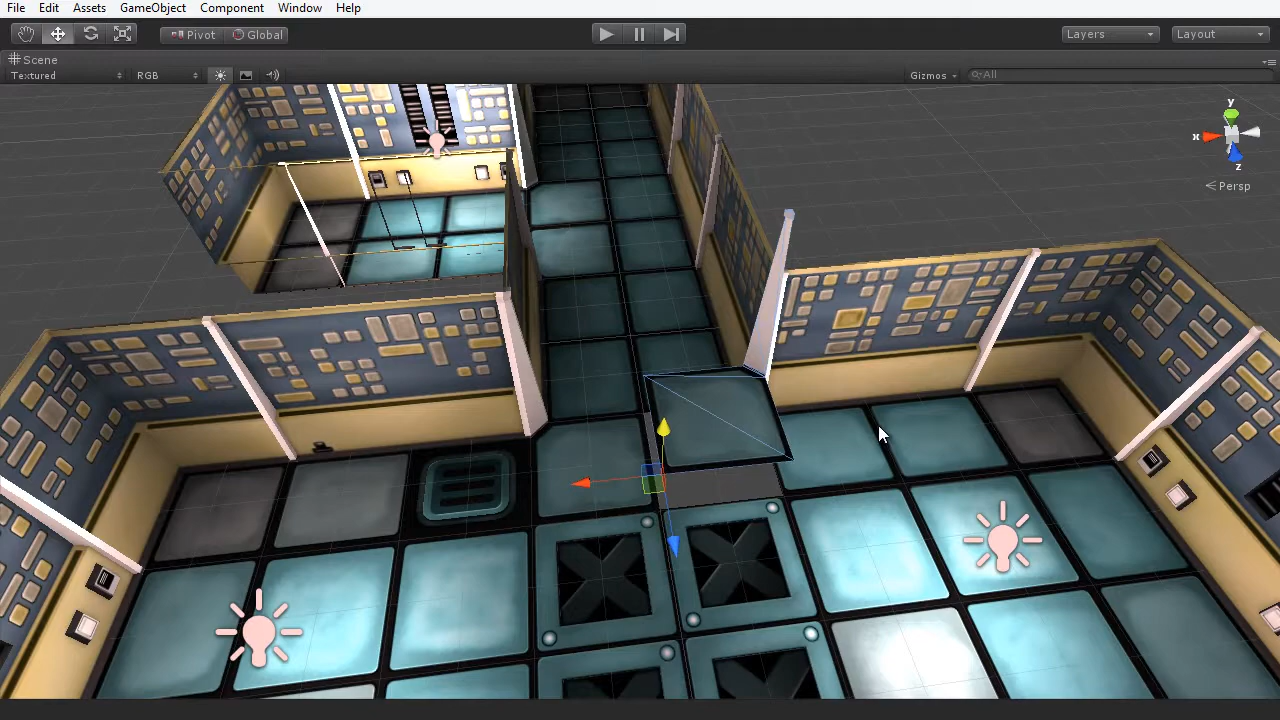 File Edit Assets GameObject Component Window Help
Pivot Global Layers Layout
Scene
Textured RGB Gizmos All
y
x
z
Persp